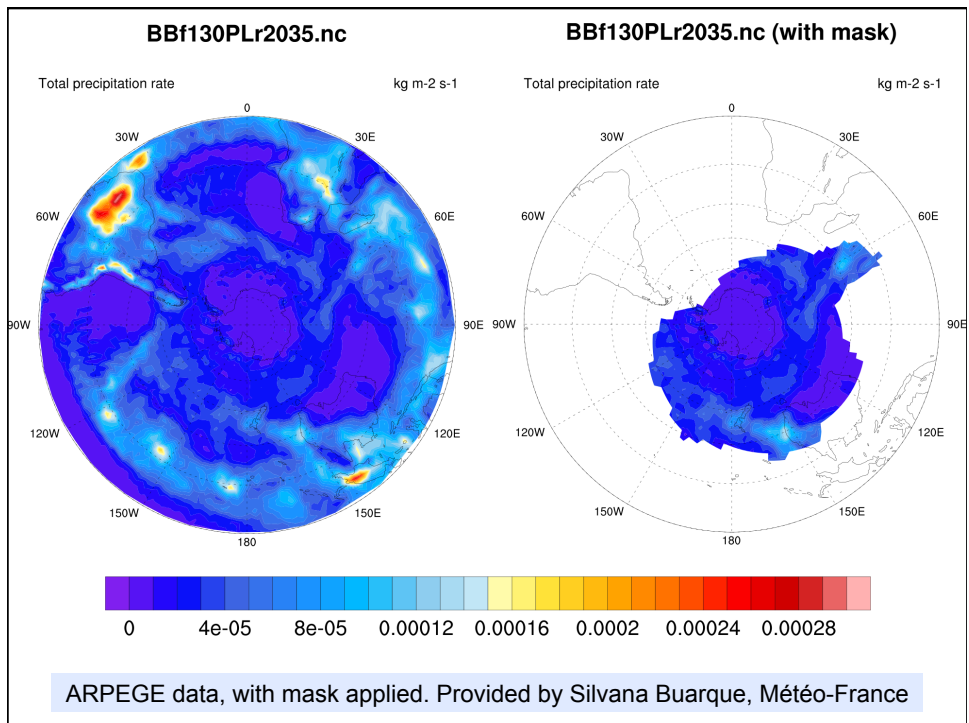 BBf130PLr2035.nc
Total precipitation rate kg m-2 s-1
0
30W 30E
60W 60E
90W 90E
120W 120E
150W 150E
180
BBf130PLr2035.nc (with mask)
Total precipitation rate kg m-2 s-1
0
30W 30E
60W 60E
90W 90E
120W 120E
150W 150E
180
0 4e-05 8e-05 0.00012 0.00016 0.0002 0.00024 0.00028
ARPEGE data, with mask applied. Provided by Silvana Buarque, Météo-France